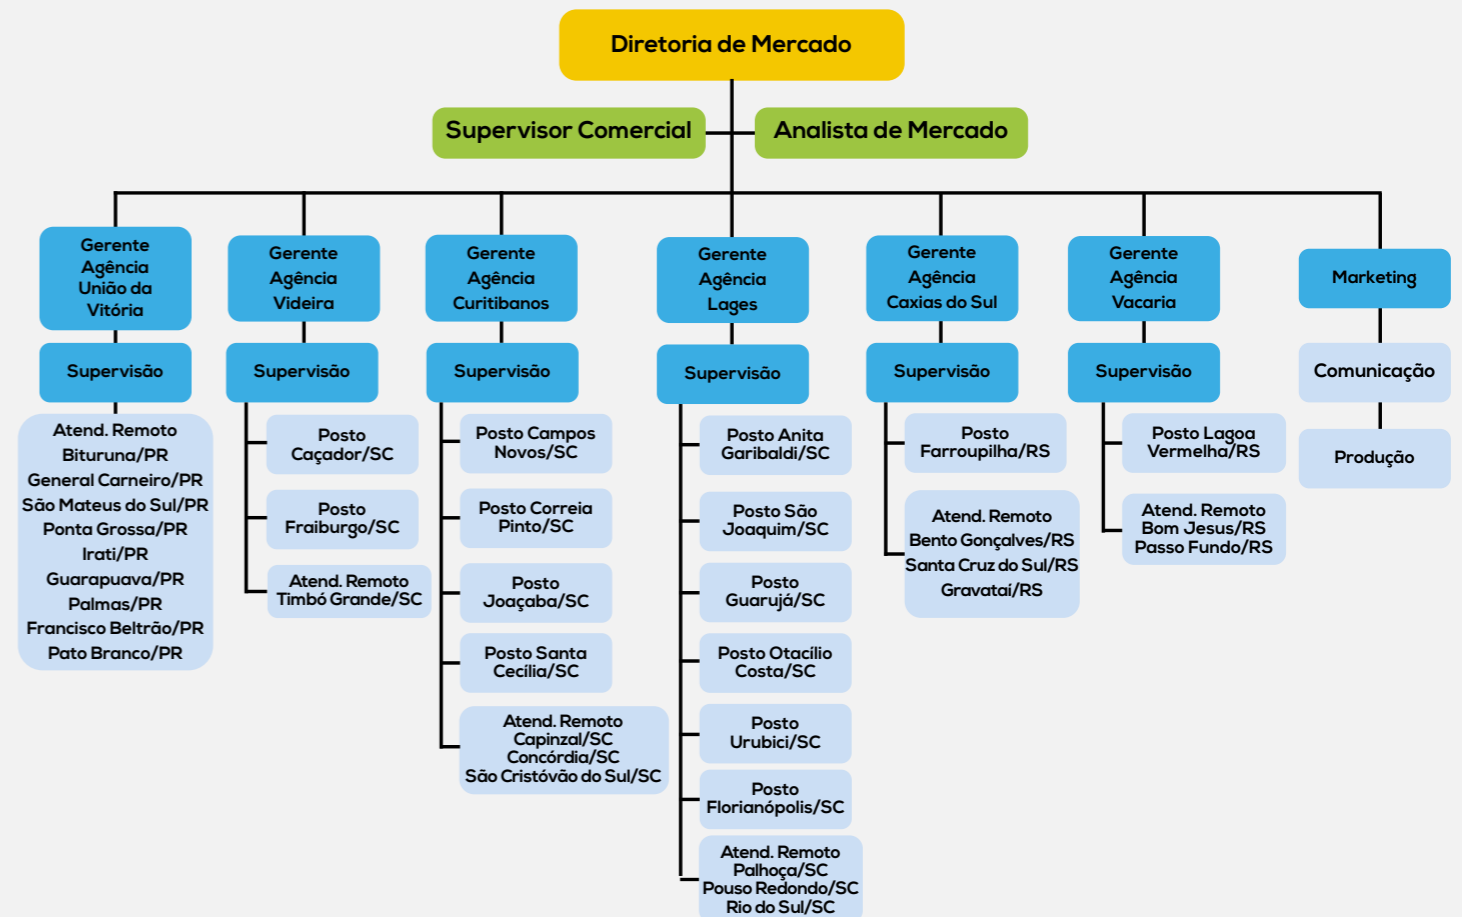 Diretoria de Mercado
Supervisor Comercial
Analista de Mercado
Gerente
Agência
União da
Vitória
Supervisão
Atend. Remoto
Bituruna/PR
General Carneiro/PR
São Mateus do Sul/PR
Ponta Grossa/PR
Irati/PR
Guarapuava/PR
Palmas/PR
Francisco Beltrão/PR
Pato Branco/PR
Gerente
Agência
Videira
Supervisão
Posto
Caçador/SC
Posto
Fraiburgo/SC
Atend. Remoto
Timbó Grande/SC
Gerente
Agência
Curitibanos
Supervisão
Posto Campos
Novos/SC
Posto Correia
Pinto/SC
Posto
Joaçaba/SC
Posto Santa
Cecília/SC
Atend. Remoto
Capinzal/SC
Concórdia/SC
São Cristóvão do Sul/SC
Gerente
Agência
Lages
Supervisão
Posto Anita
Garibaldi/SC
Posto São
Joaquim/SC
Posto
Guarujá/SC
Posto Otacílio
Costa/SC
Posto
Urubici/SC
Posto
Florianópolis/SC
Atend. Remoto
Palhoça/SC
Pouso Redondo/SC
Rio do Sul/SC
Gerente
Agência
Caxias do Sul
Supervisão
Posto
Farroupilha/RS
Atend. Remoto
Bento Gonçalves/RS
Santa Cruz do Sul/RS
Gravataí/RS
Gerente
Agência
Vacaria
Supervisão
Posto Lagoa
Vermelha/RS
Atend. Remoto
Bom Jesus/RS
Passo Fundo/RS
Marketing
Comunicação
Produção